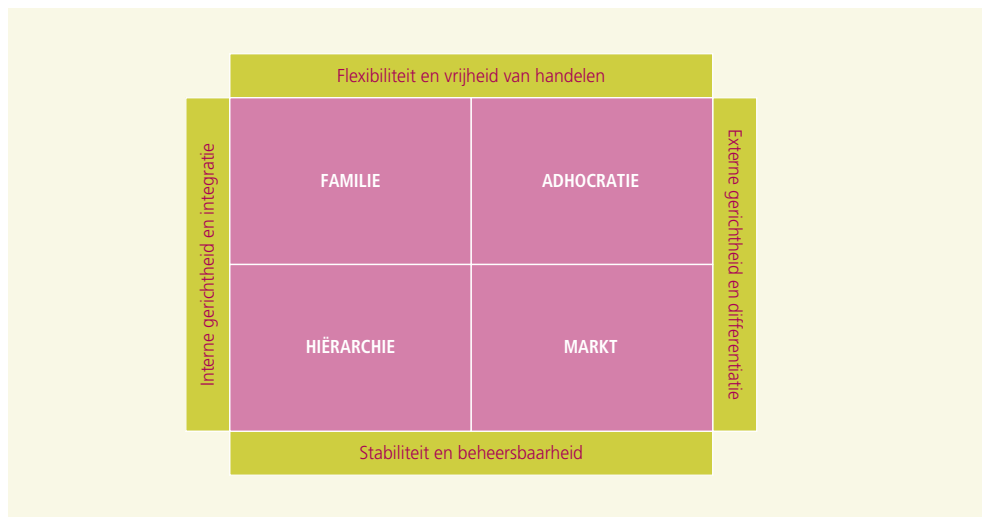 Flexibiliteit en vrijheid van handelen
Interne gerichtheid en integratie
FAMILIE
ADHOCRATIE
Externe gerichtheid en differentiatie
HIËRARCHIE
MARKT
Stabiliteit en beheersbaarheid